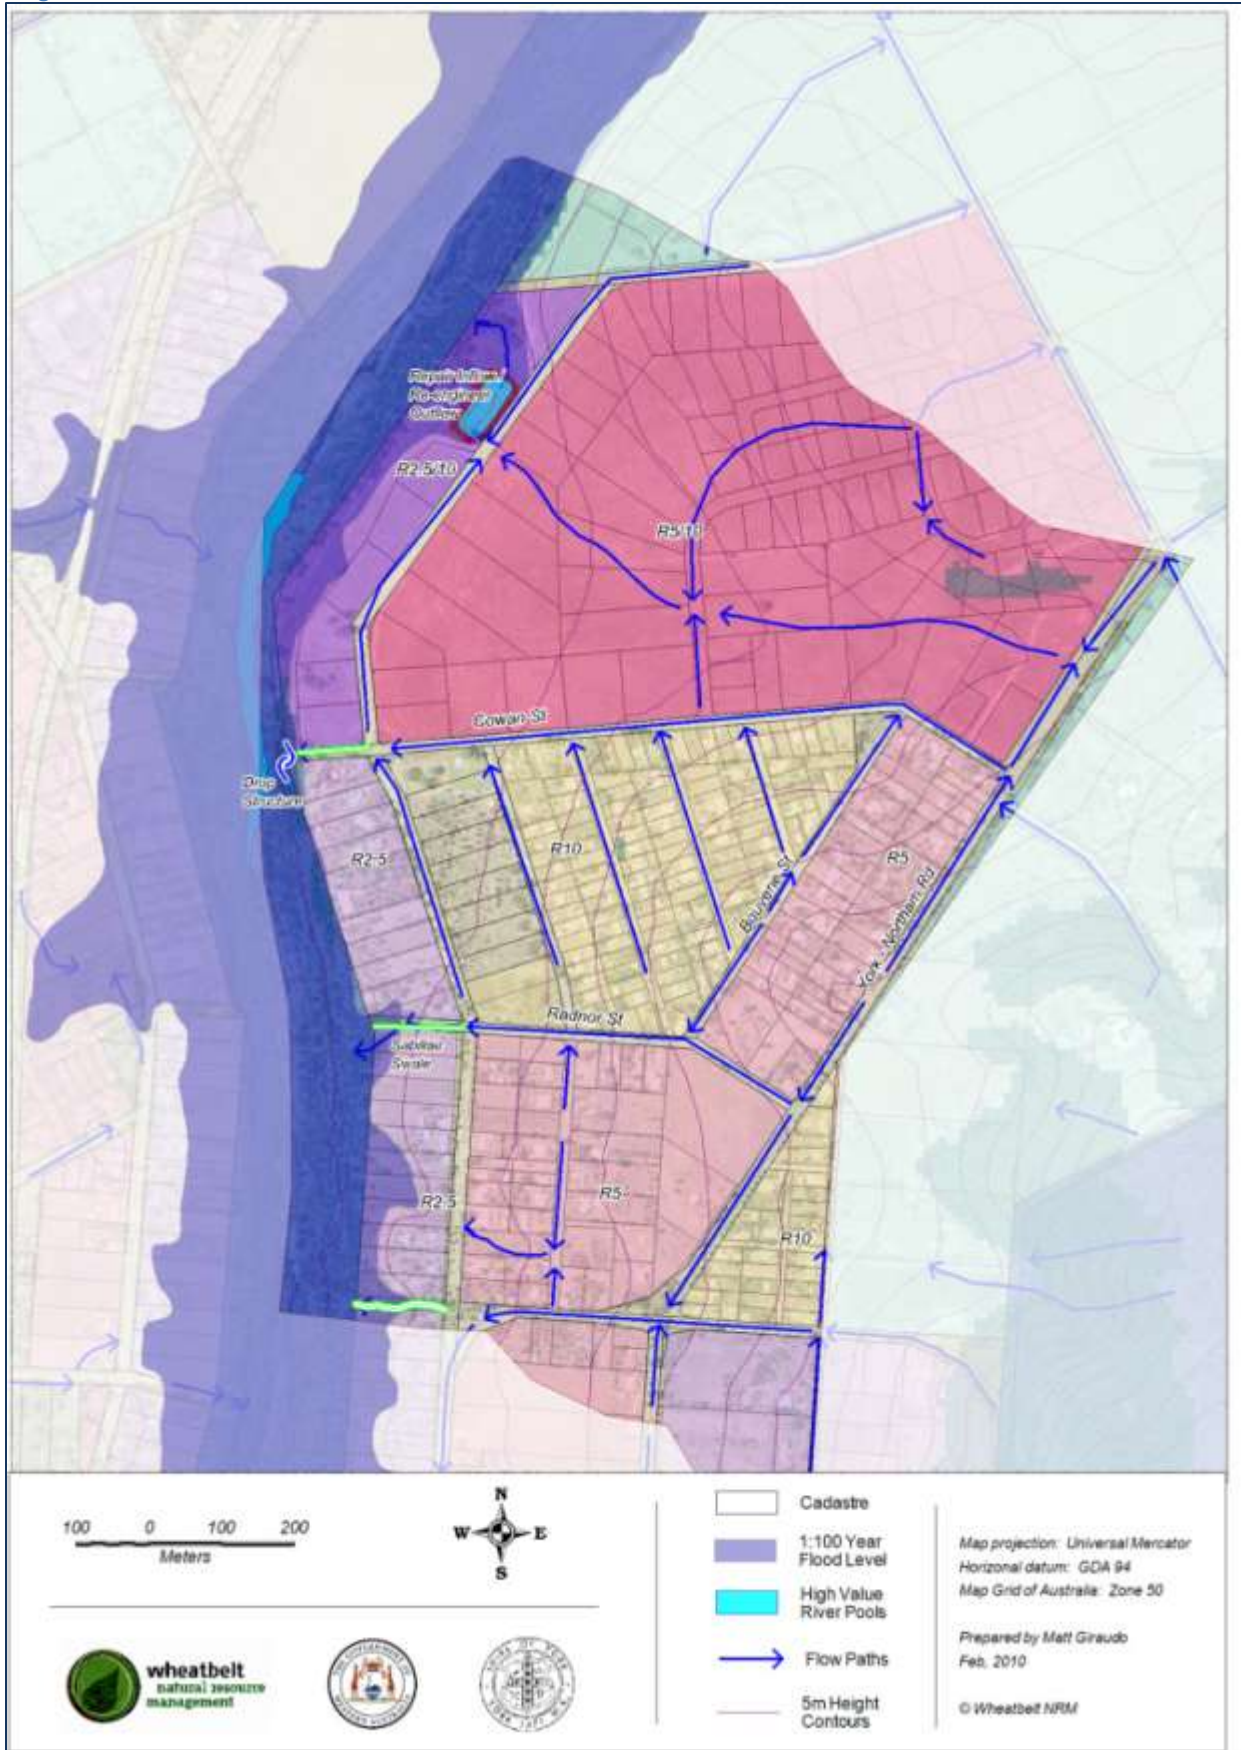 Repair Inflow/
Re-engineer
Outflow
R2.5/10
R5/10
Cowan St
Drop
Structure
R2.5
R10
R5
Bouverie St
York - Northam Rd
Radnor St
Swale
R2.5
R5
R10
100 0 100 200
Meters
N
W E
S
wheatbelt
natural resource
management
Cadastre
1:100 Year
Flood Level
High Value
River Pools
Flow Paths
5m Height
Contours
Map projection: Universal Mercator
Horizonal datum: GDA 94
Map Grid of Australia: Zone 50
Prepared by Matt Giraudo
Feb, 2010
© Wheatbelt NRM